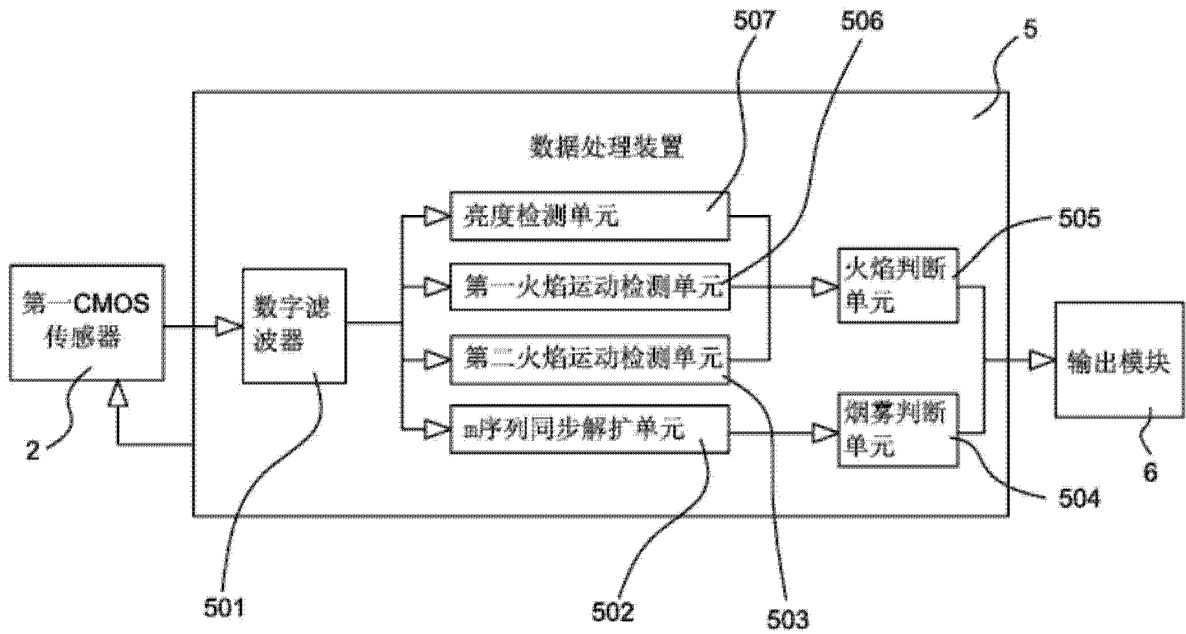 507
506
5
数据处理装置
亮度检测单元
505
第一火焰运动检测单元
火焰判断
单元
第一CMOS
传感器
数字滤
波器
第二火焰运动检测单元
输出模块
m序列同步解扩单元
烟雾判断
单元
2
6
504
501
502
503